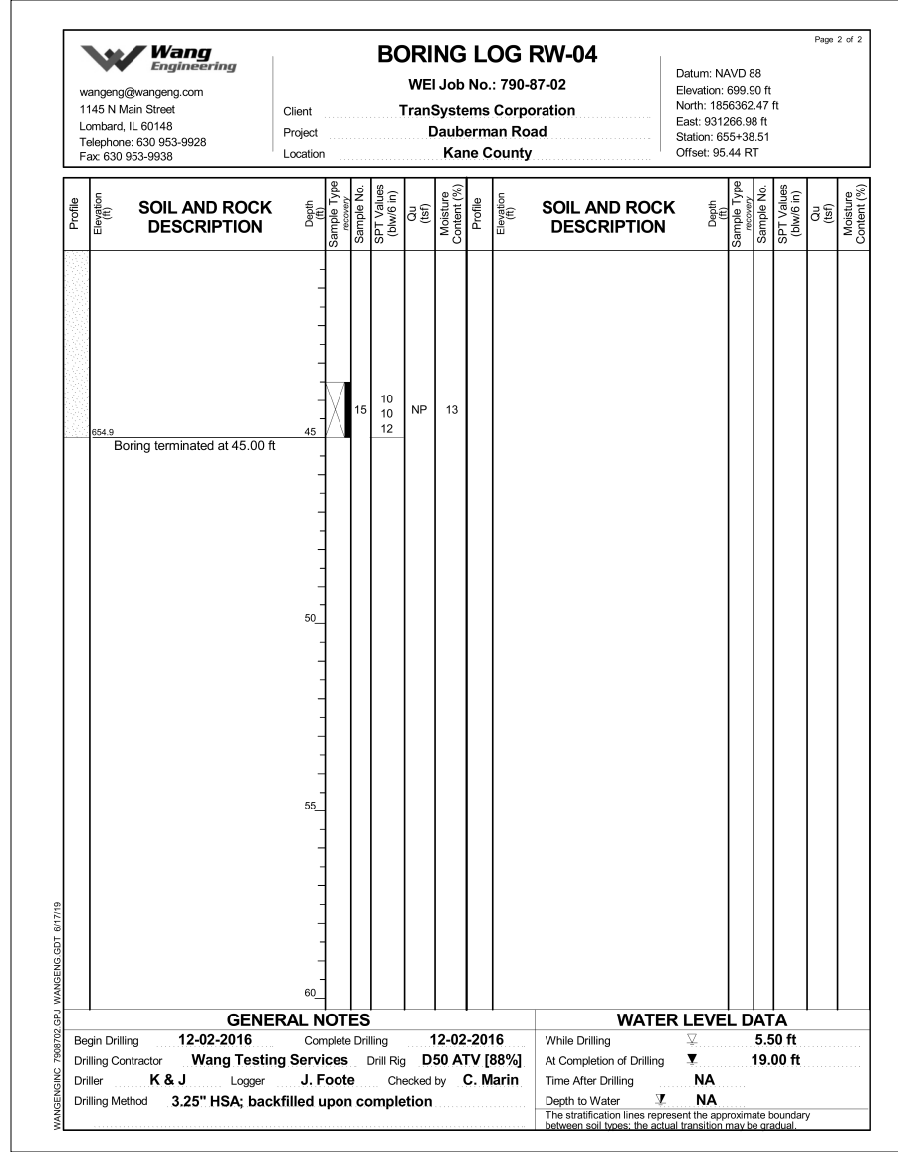 Page 2 of 2
Wang
Engineering
wangeng@wangeng.com
1145 N Main Street
Lombard, IL 60148
Telephone: 630 953-9928
Fax: 630 953-9938
BORING LOG RW-04
WEI Job No.: 790-87-02
Client TranSystems Corporation
Project Dauberman Road
Location Kane County
Datum: NAVD 88
Elevation: 699.90 ft
North: 1856362.47 ft
East: 931266.98 ft
Station: 655+38.51
Offset: 95.44 RT
Profile
Elevation
(ft)
SOIL AND ROCK
DESCRIPTION
Depth
(ft)
Sample Type
recovery
Sample No.
SPT Values
(blw/6 in)
Qu
(tsf)
Moisture
Content (%)
Profile
Elevation
(ft)
SOIL AND ROCK
DESCRIPTION
Depth
(ft)
Sample Type
recovery
Sample No.
SPT Values
(blw/6 in)
Qu
(tsf)
Moisture
Content (%)
15
10
10
12
NP
13
654.9
45
Boring terminated at 45.00 ft
50
55
60
WANGENGINC 7908702.GPJ WANGENG.GDT 6/17/19
GENERAL NOTES
Begin Drilling 12-02-2016 Complete Drilling 12-02-2016
Drilling Contractor Wang Testing Services Drill Rig D50 ATV [88%]
Driller K & J Logger J. Foote Checked by C. Marin
Drilling Method 3.25" HSA; backfilled upon completion
WATER LEVEL DATA
While Drilling 5.50 ft
At Completion of Drilling 19.00 ft
Time After Drilling NA
Depth to Water NA
The stratification lines represent the approximate boundary
between soil types; the actual transition may be gradual.